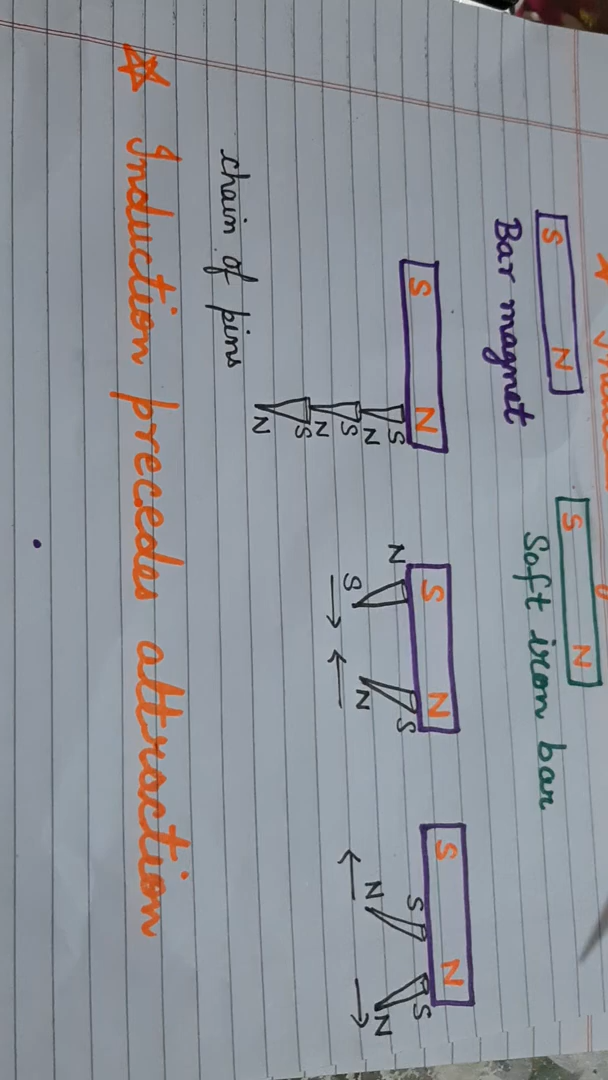 S N S N
Bar magnet Soft iron bar
S N S N S N
S N S S
N S N N
S N N
S
N
S
N
chain of pins
☆ Induction precedes attraction